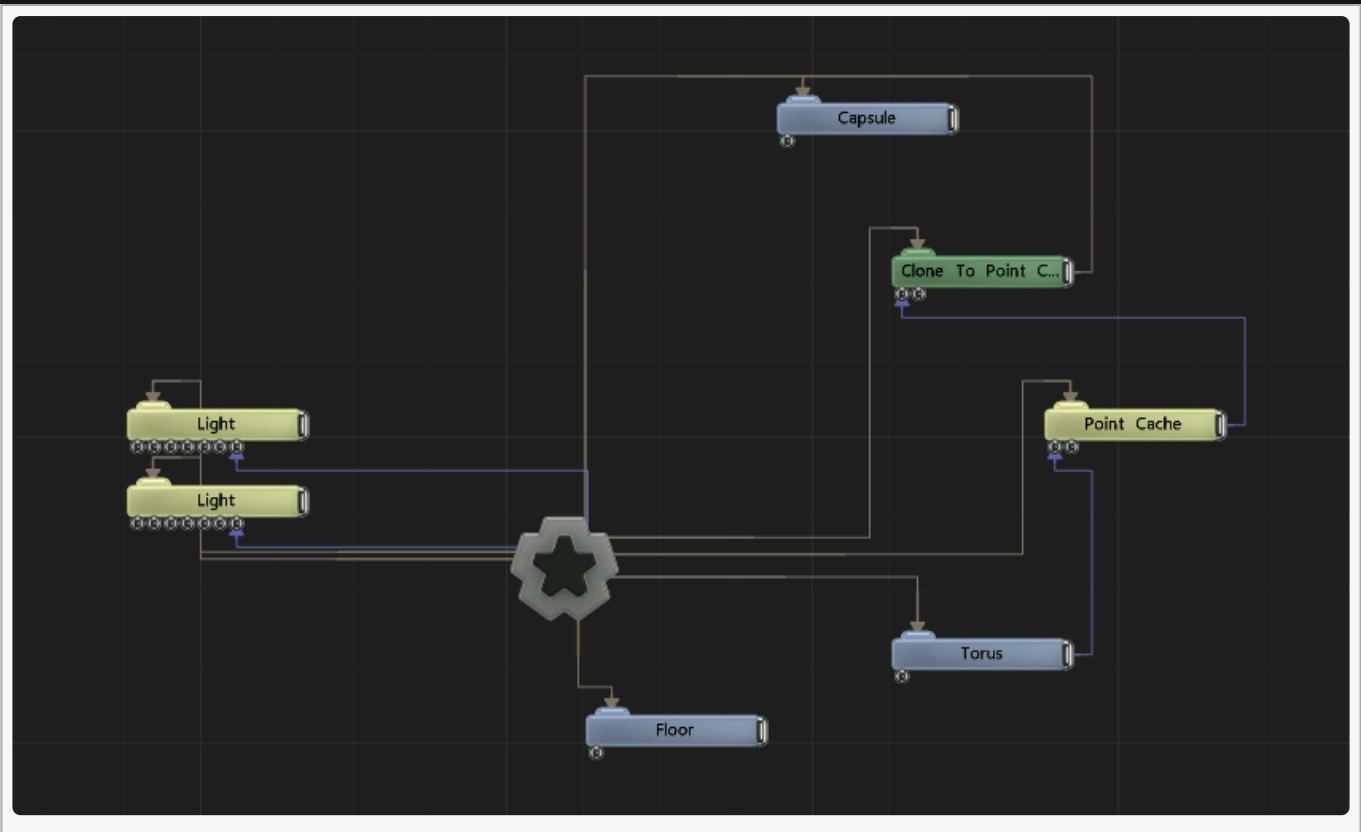 Capsule
Clone To Point C...
Light
Point Cache
Light
Torus
Floor